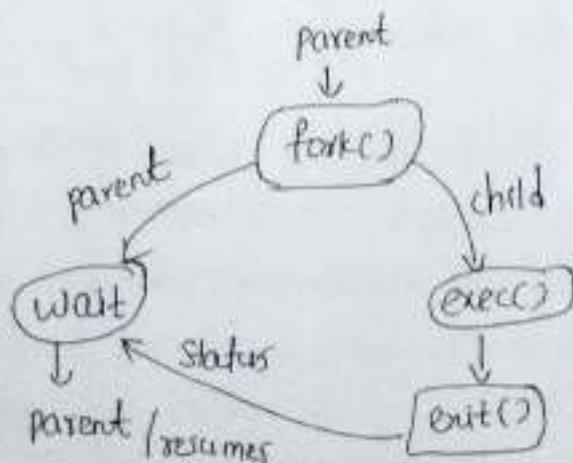 parent
fork()
parent
child
wait
exec()
status
exit()
parent /resumes